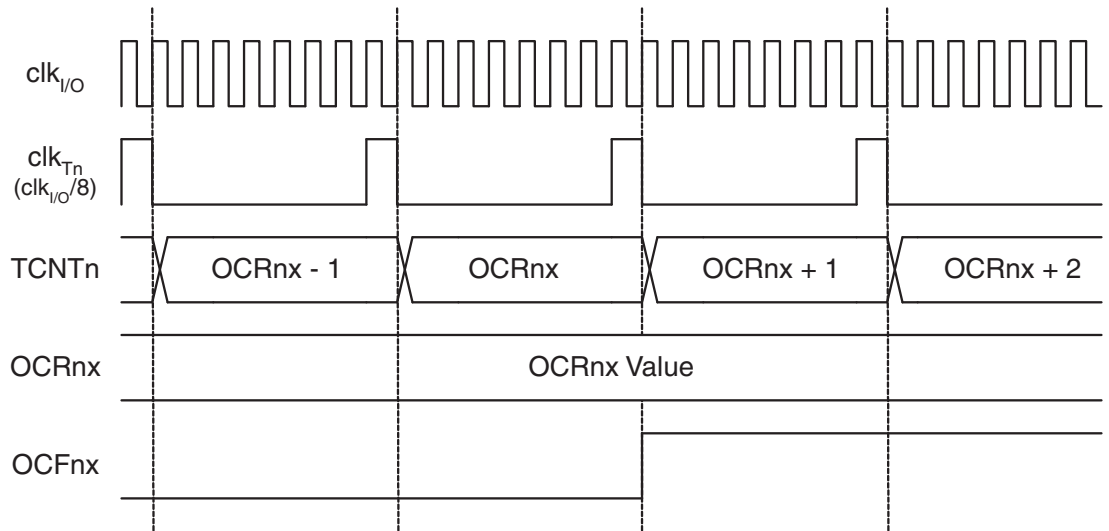 clkI/O
clkTn
(clkI/O/8)
TCNTn
OCRnx - 1
OCRnx
OCRnx + 1
OCRnx + 2
OCRnx
OCRnx Value
OCFnx